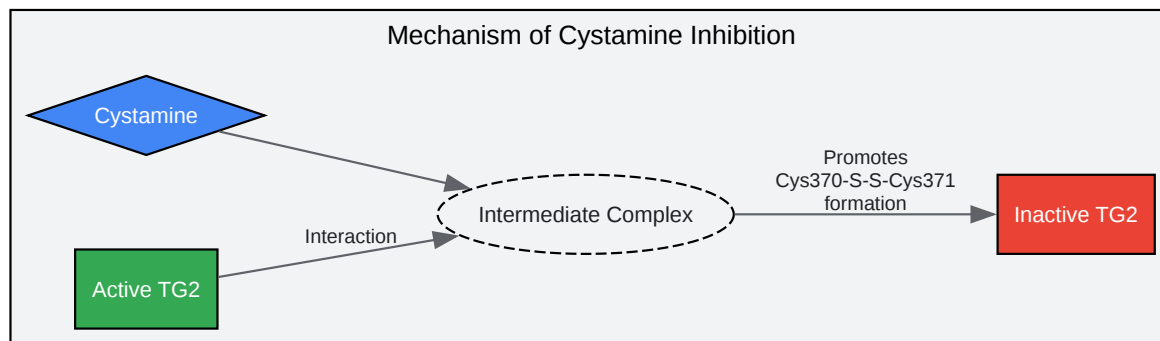 Mechanism of Cystamine Inhibition
Cystamine
Promotes
Cys370-S-S-Cys371
formation
Intermediate Complex
Inactive TG2
Interaction
Active TG2